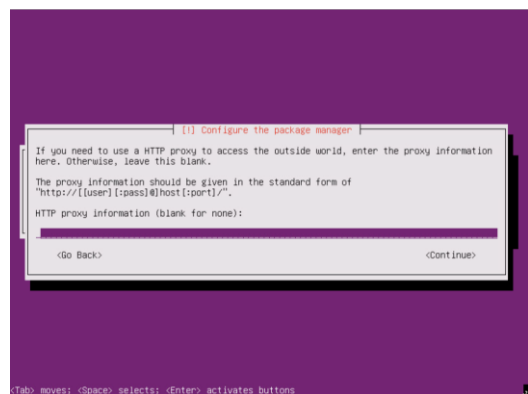 [!] Configure the package manager
If you need to use a HTTP proxy to access the outside world, enter the proxy information
here. Otherwise, leave this blank.
The proxy information should be given in the standard form of
"http://[[user][:pass]@]host[:port]/".
HTTP proxy information (blank for none):
<Go Back> <Continue>
<Tab> moves; <Space> selects; <Enter> activates buttons